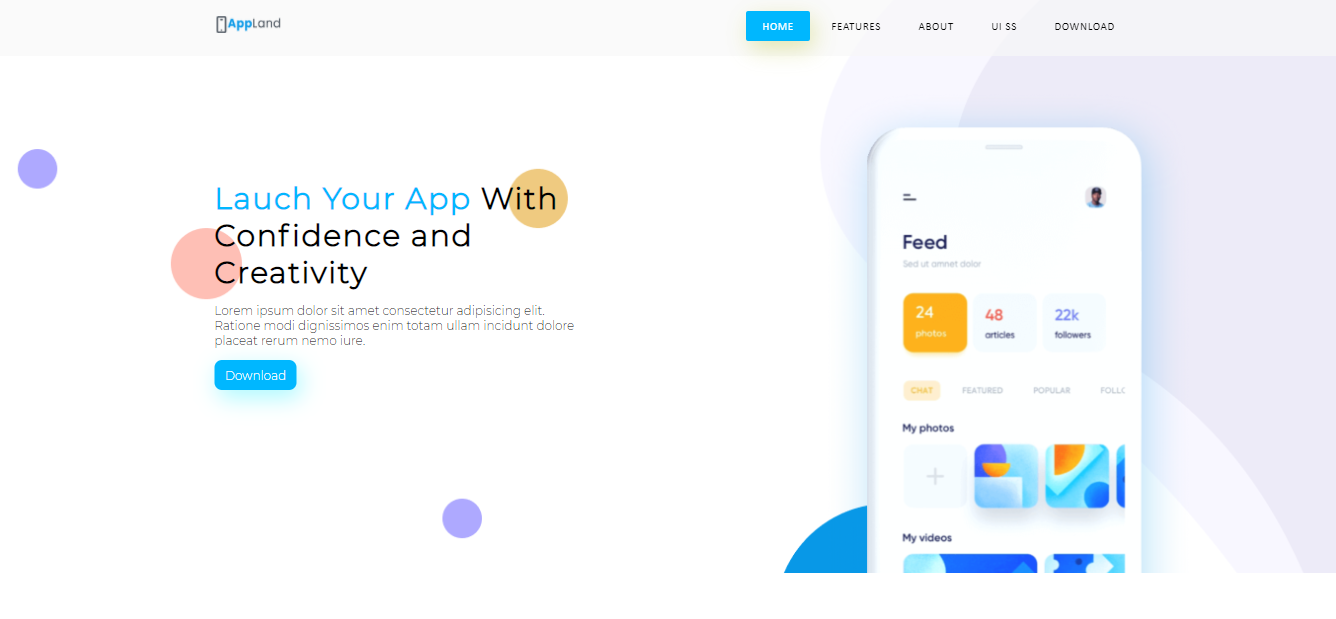 AppLand
HOME FEATURES ABOUT UI SS DOWNLOAD
Lauch Your App With
Confidence and
Creativity
Lorem ipsum dolor sit amet consectetur adipisicing elit.
Ratione modi dignissimos enim totam ullam incidunt dolore
placeat rerum nemo iure.
Download
Feed
Sed ut amnet dolor
24 48 22k
photos articles followers
CHAT FEATURED POPULAR FOLLC
My photos
My videos